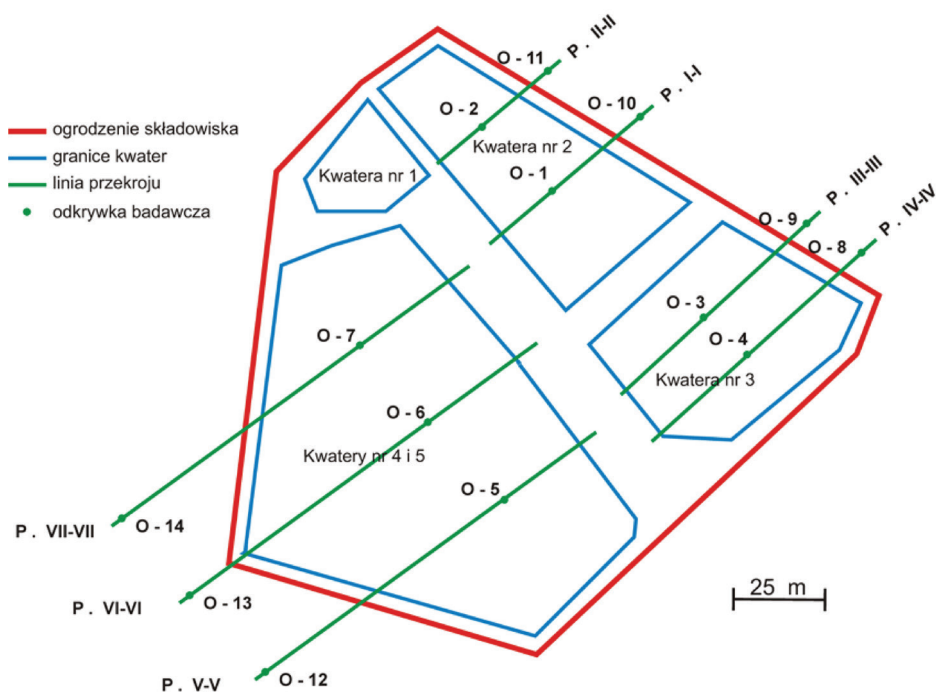 P . II-II
O - 11
P . I-I
O - 2
O - 10
ogrodzenie składowiska
granice kwater
linia przekroju
odkrywka badawcza
Kwatera nr 2
Kwatera nr 1
O - 1
P . III-III
P . IV-IV
O - 9
O - 8
O - 3
O - 7
O - 4
Kwatera nr 3
O - 6
Kwatery nr 4 i 5
O - 5
P . VII-VII
O - 14
25 m
P . VI-VI
O - 13
P . V-V
O - 12